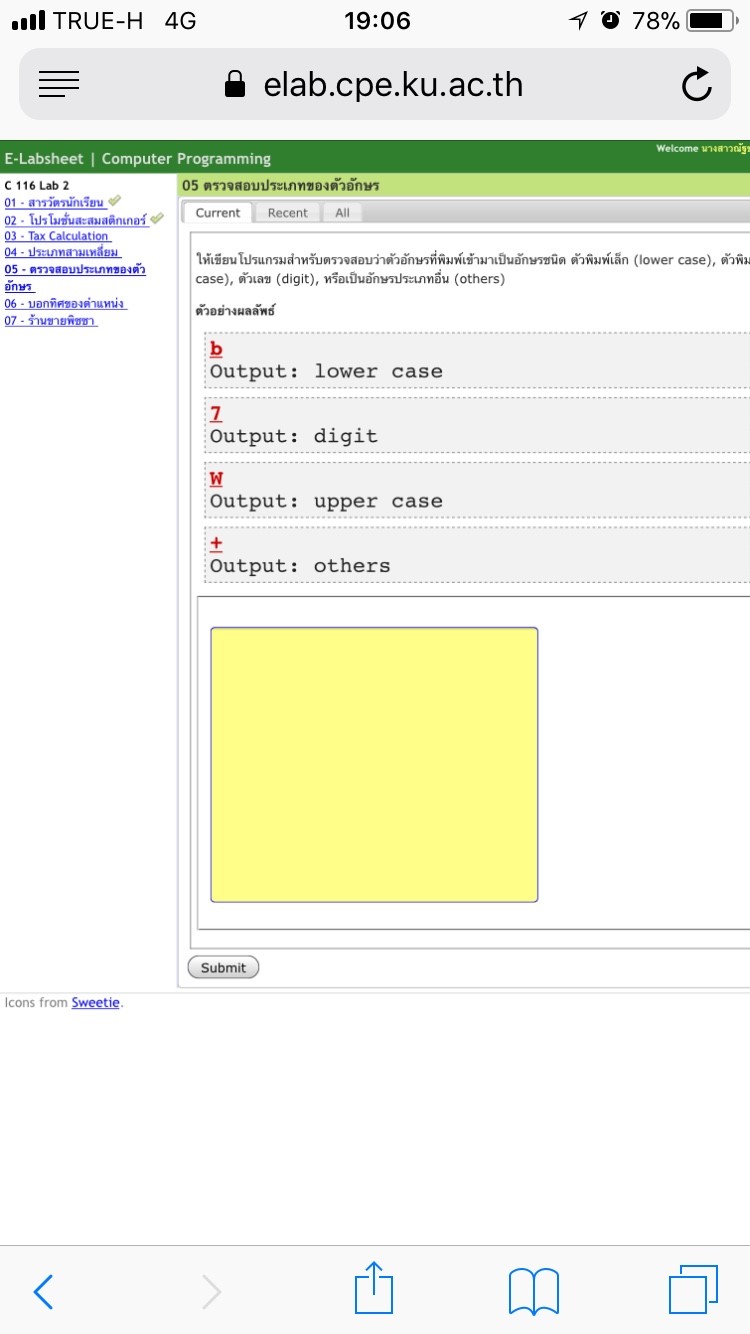 TRUE-H 4G 19:06 78%
elab.cpe.ku.ac.th
E-Labsheet | Computer Programming
Welcome นางสาวณัฐ
C 116 Lab 2
01 - สารวัตรนักเรียน
02 - โปรโมชั่นสะสมสติกเกอร์
03 - Tax Calculation
04 - ประเภทสามเหลี่ยม
05 - ตรวจสอบประเภทของตัว
อักษร
06 - บอกทิศของตำแหน่ง
07 - ร้านขายพิซซา
05 ตรวจสอบประเภทของตัวอักษร
Current Recent All
ให้เขียนโปรแกรมสำหรับตรวจสอบว่าตัวอักษรที่พิมพ์เข้ามาเป็นอักษรชนิด ตัวพิมพ์เล็ก (lower case), ตัวพิม
case), ตัวเลข (digit), หรือเป็นอักษรประเภทอื่น (others)
ตัวอย่างผลลัพธ์
b
Output: lower case
7
Output: digit
W
Output: upper case
+
Output: others
Submit
Icons from Sweetie.